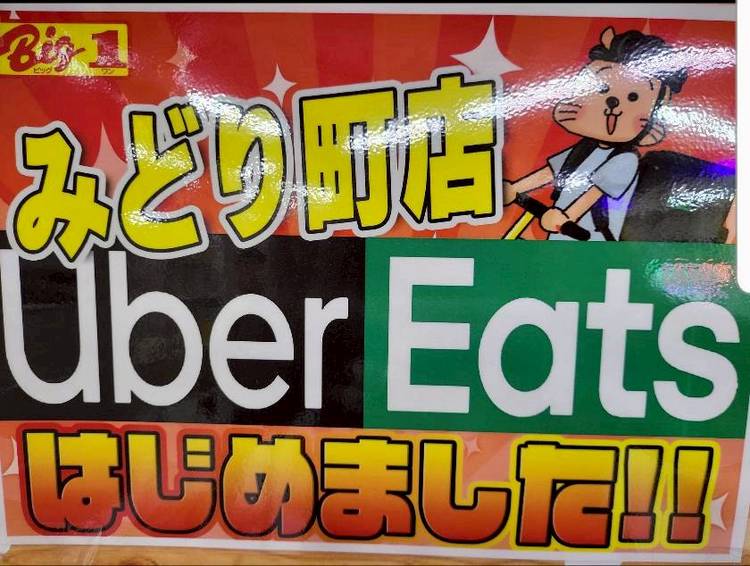 Big 1
ビッグ ワン
みどり町店
Uber Eats
はじめました!!